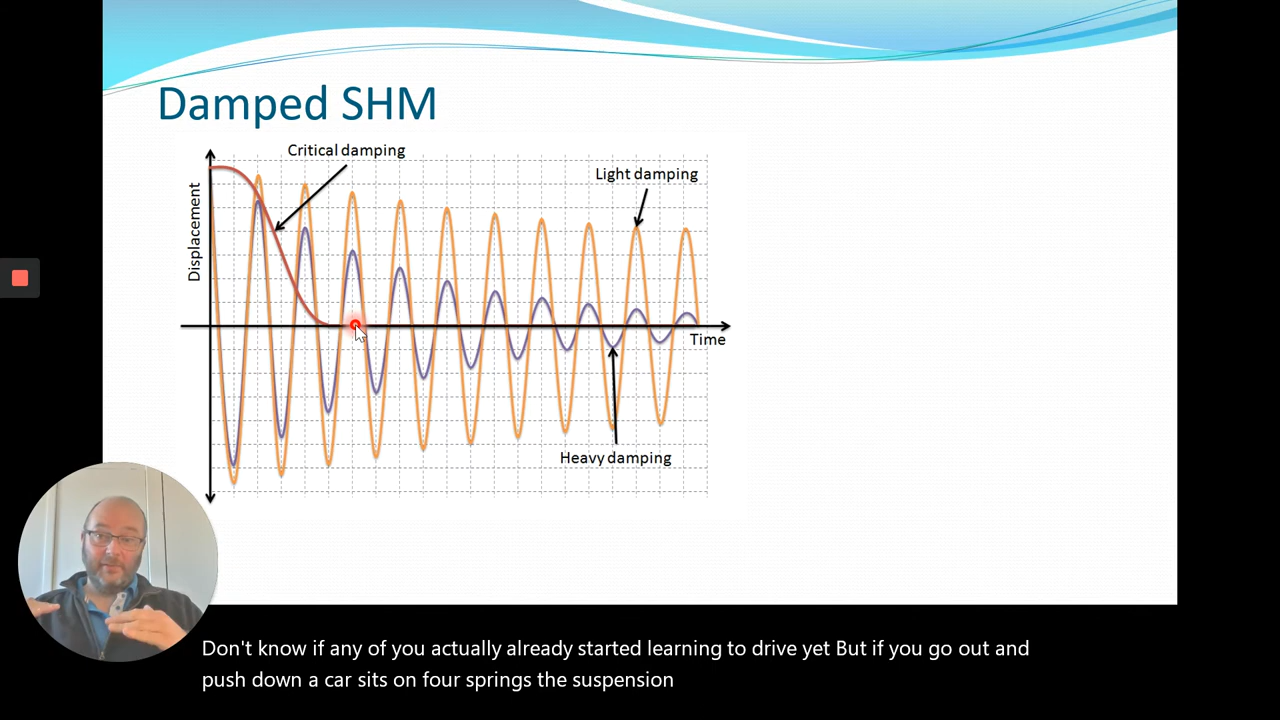 Damped SHM
Critical damping
Light damping
Displacement
Time
Heavy damping
Don't know if any of you actually already started learning to drive yet But if you go out and
push down a car sits on four springs the suspension